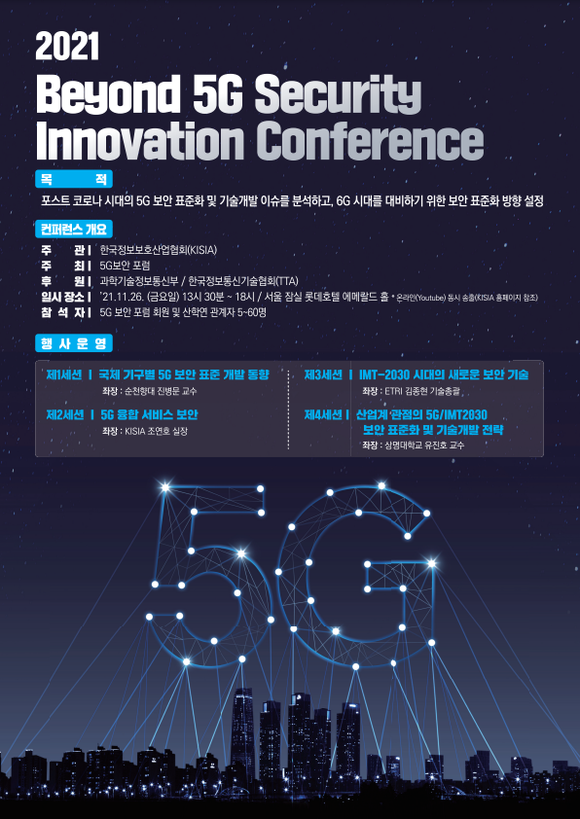 2021
Beyond 5G Security
Innovation Conference
목 적
포스트 코로나 시대의 5G 보안 표준화 및 기술개발 이슈를 분석하고, 6G 시대를 대비하기 위한 보안 표준화 방향 설정
컨퍼런스 개요
주 관 | 한국정보보호산업협회(KISIA)
주 최 | 5G보안 포럼
후 원 | 과학기술정보통신부 / 한국정보통신기술협회(TTA)
일시 장소 | '21.11.26. (금요일) 13시 30분 ~ 18시 / 서울 잠실 롯데호텔 에메랄드 홀 * 온라인(Youtube) 동시 송출(KISIA 홈페이지 참조)
참 석 자 | 5G 보안 포럼 회원 및 산학연 관계자 5~60명
행 사 운 영
제1세션 | 국제 기구별 5G 보안 표준 개발 동향
좌장 : 순천향대 진병문 교수
제2세션 | 5G 융합 서비스 보안
좌장 : KISIA 조연호 실장
제3세션 | IMT-2030 시대의 새로운 보안 기술
좌장 : ETRI 김종현 기술총괄
제4세션 | 산업계 관점의 5G/IMT2030
보안 표준화 및 기술개발 전략
좌장 : 상명대학교 유진호 교수
5G